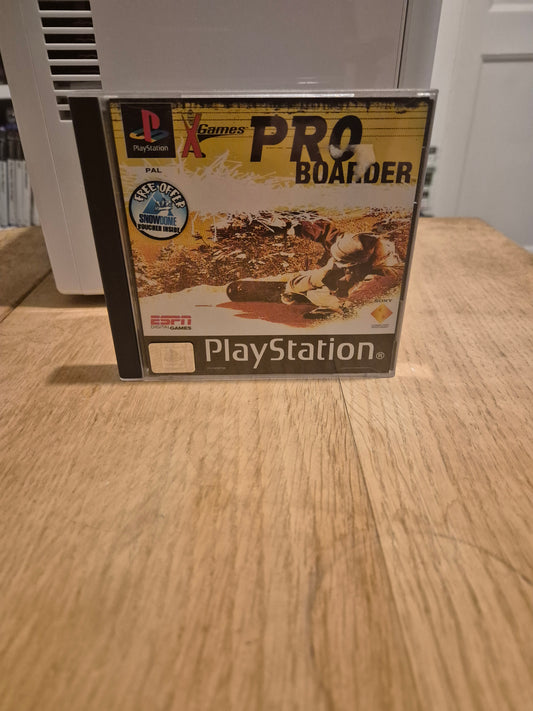 PlayStation
X Games
PRO
BOARDER
PAL
FREE OFFER
SNOWDOME
VOUCHER INSIDE
SONY
ESPN
DIGITAL GAMES
PlayStation®